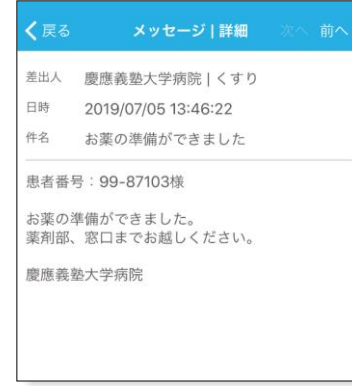 戻る メッセージ | 詳細 次へ 前へ
差出人 慶應義塾大学病院 | くすり
日時 2019/07/05 13:46:22
件名 お薬の準備ができました
患者番号：99-87103様
お薬の準備ができました。
薬剤部、窓口までお越しください。
慶應義塾大学病院